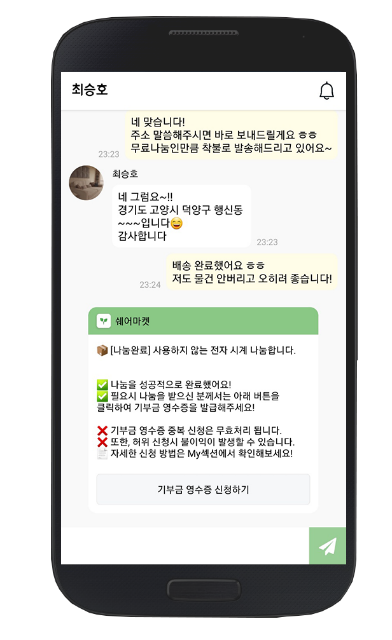 최승호
네 맞습니다!
주소 말씀해주시면 바로 보내드릴게요 ㅎㅎ
무료나눔인만큼 착불로 발송해드리고 있어요~
23:23
최승호
네 그럼요~!!
경기도 고양시 덕양구 행신동
~~~입니다😄
감사합니다
23:23
배송 완료했어요 ㅎㅎ
저도 물건 안버리고 오히려 좋습니다!
23:24
쉐어마켓
📦[나눔완료] 사용하지 않는 전자 시계 나눔합니다.
✅ 나눔을 성공적으로 완료했어요!
✅ 필요시 나눔을 받으신 분께서는 아래 버튼을
클릭하여 기부금 영수증을 발급해주세요!
❌ 기부금 영수증 중복 신청은 무효처리 됩니다.
❌ 또한, 허위 신청시 불이익이 발생할 수 있습니다.
📄 자세한 신청 방법은 My섹션에서 확인해보세요!
기부금 영수증 신청하기